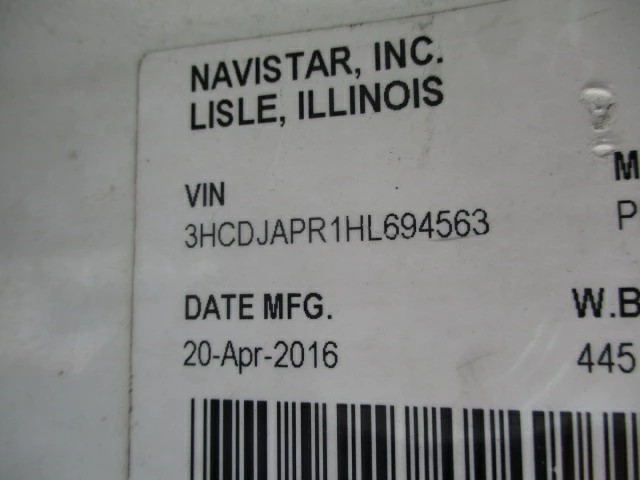 NAVISTAR, INC.
LISLE, ILLINOIS
VIN
3HCDJAPR1HL694563
M
P
DATE MFG.
W.B
20-Apr-2016
445